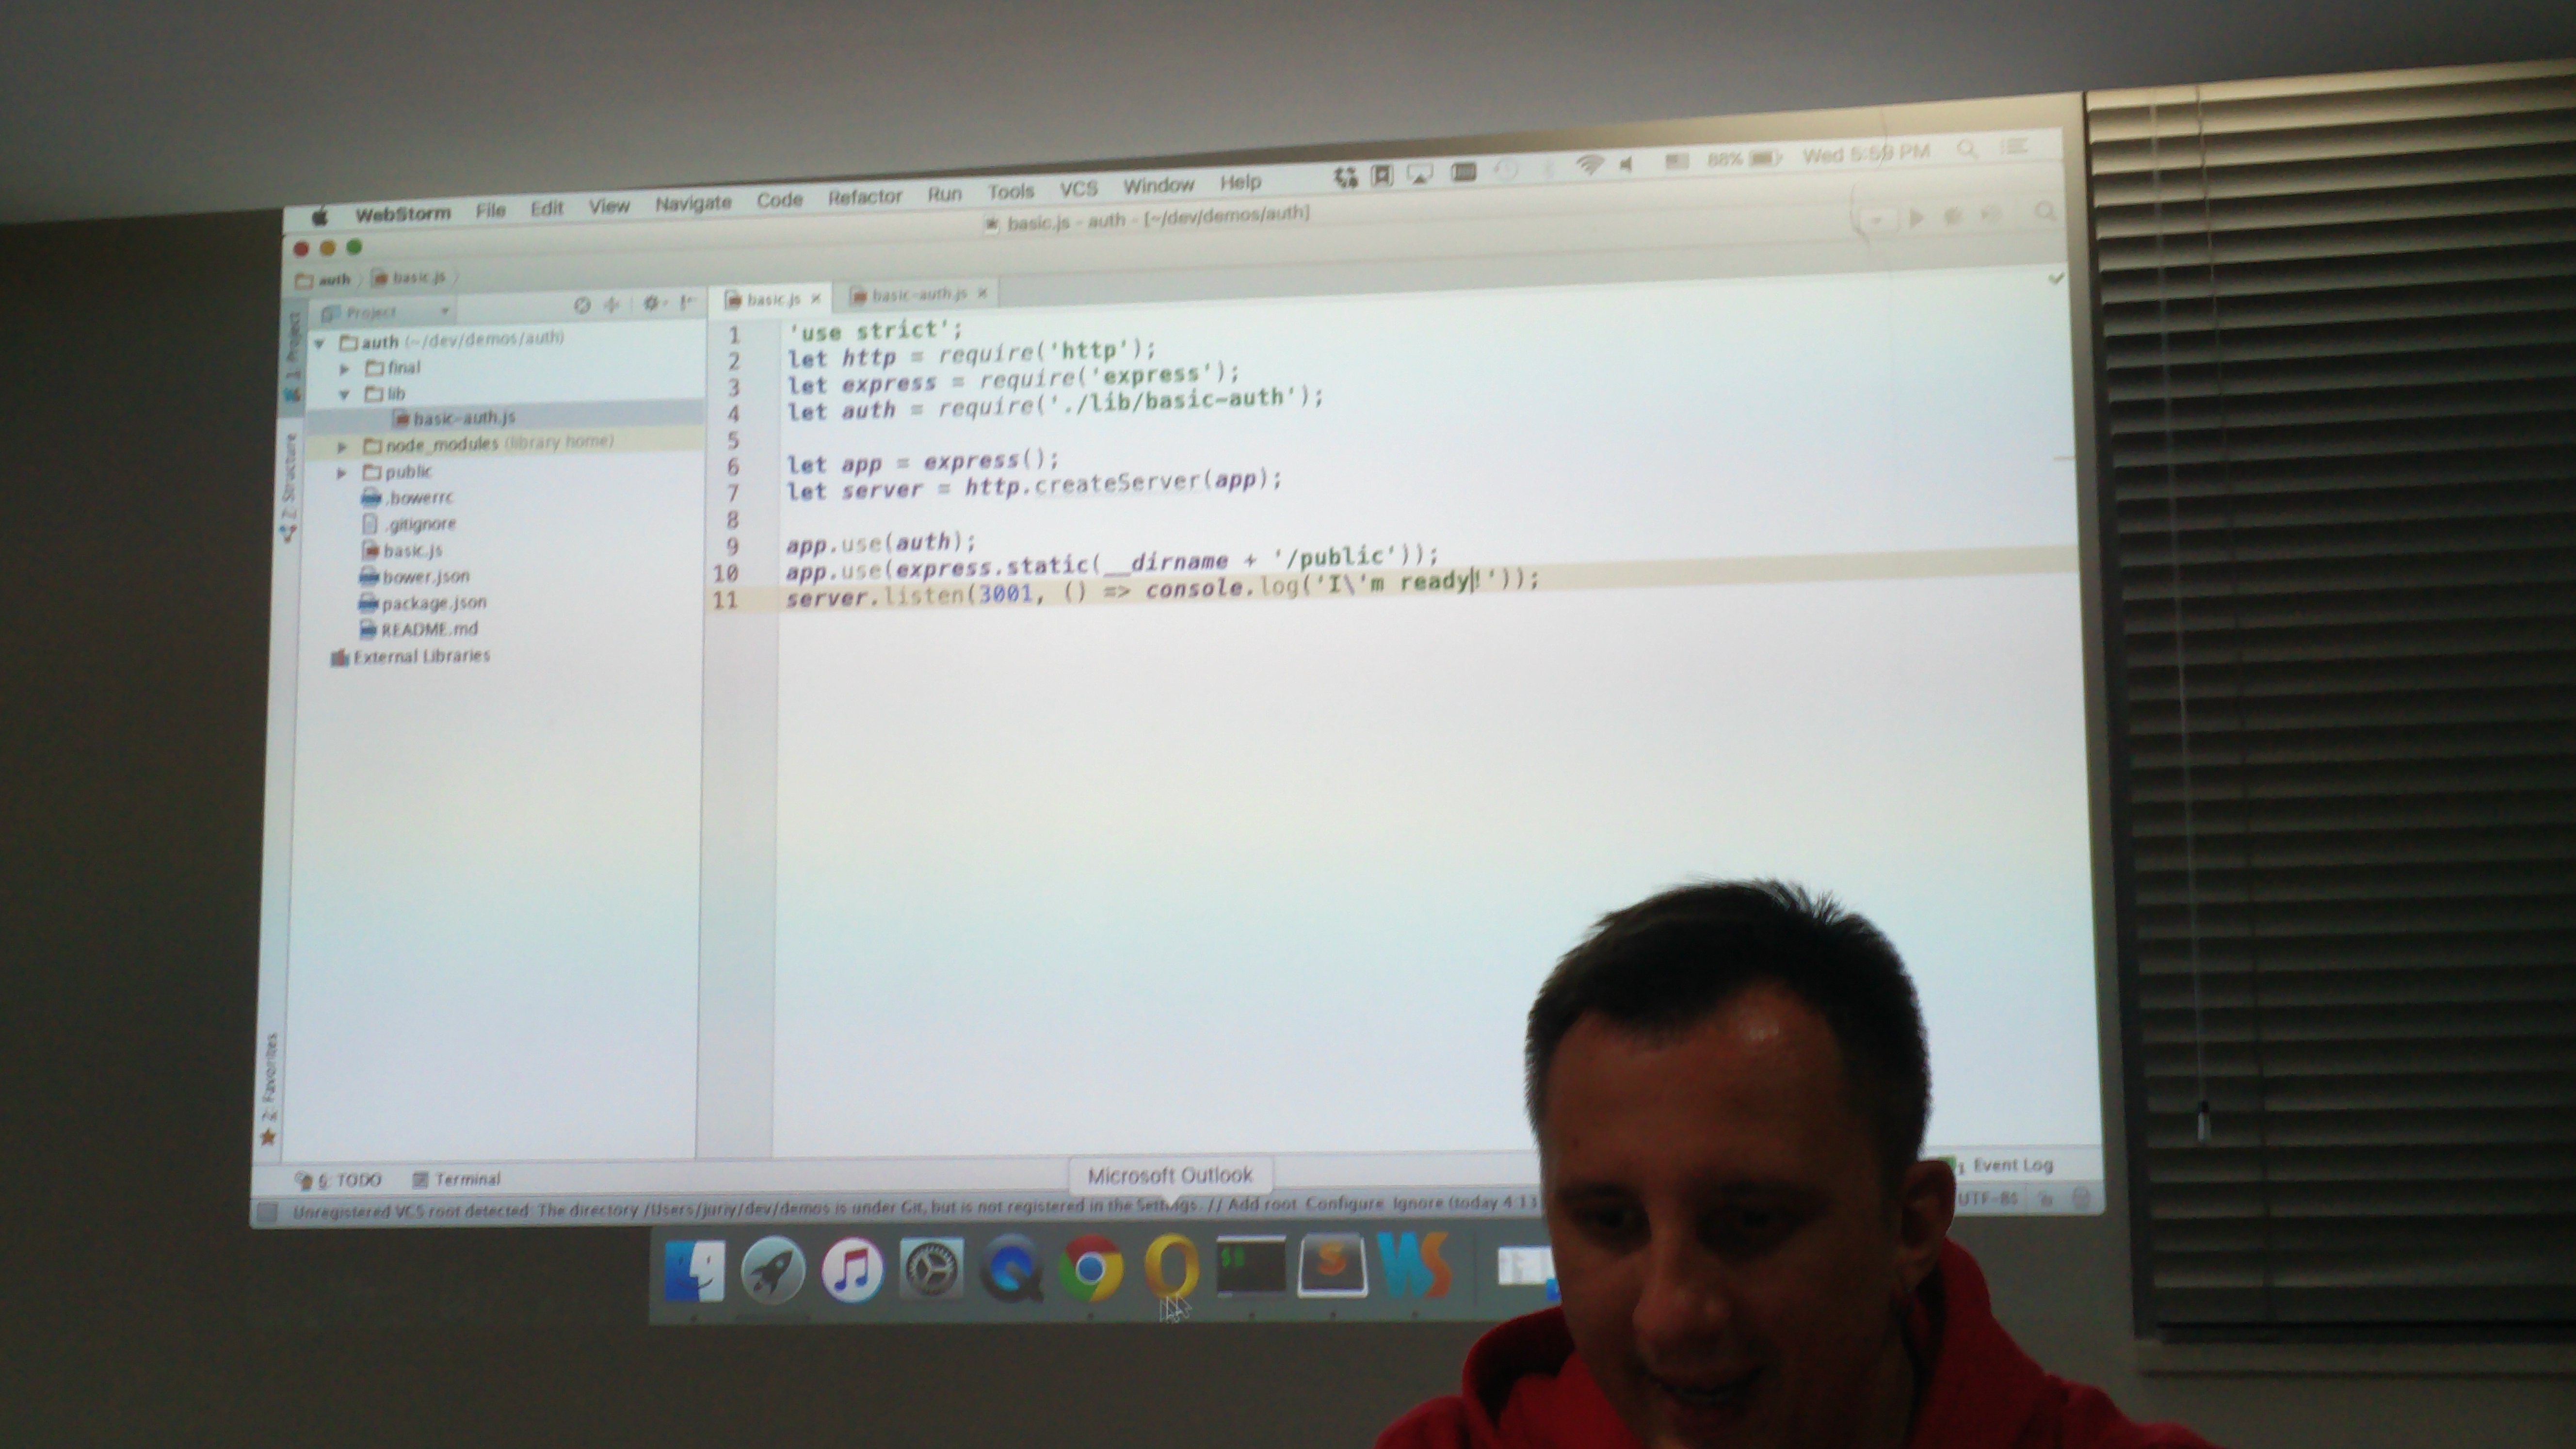 WebStorm File Edit View Navigate Code Refactor Run Tools VCS Window Help 88% Wed 5:59 PM
basic.js - auth - [~/dev/demos/auth]
auth basic.js
Project
basic.js basic-auth.js
1: Project
auth (~/dev/demos/auth)
final
lib
basic-auth.js
node_modules (library home)
public
.bowerrc
.gitignore
basic.js
bower.json
package.json
README.md
External Libraries
7: Structure
2: Favorites
1 'use strict';
2 let http = require('http');
3 let express = require('express');
4 let auth = require('./lib/basic-auth');
5
6 let app = express();
7 let server = http.createServer(app);
8
9 app.use(auth);
10 app.use(express.static(__dirname + '/public'));
11 server.listen(3001, () => console.log('I\'m ready!'));
6: TODO Terminal
Microsoft Outlook
1 Event Log
Unregistered VCS root detected: The directory /Users/juriy/dev/demos is under Git, but is not registered in the Settings. // Add root Configure Ignore (today 4:13
UTF-8
$
S
WS